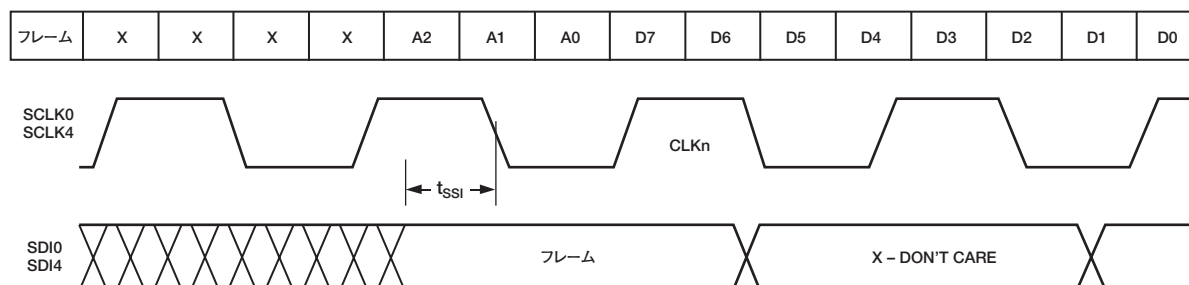 フレーム X X X X A2 A1 A0 D7 D6 D5 D4 D3 D2 D1 D0
SCLK0
SCLK4
CLKn
tSSI
SDI0
SDI4
フレーム
X – DON'T CARE